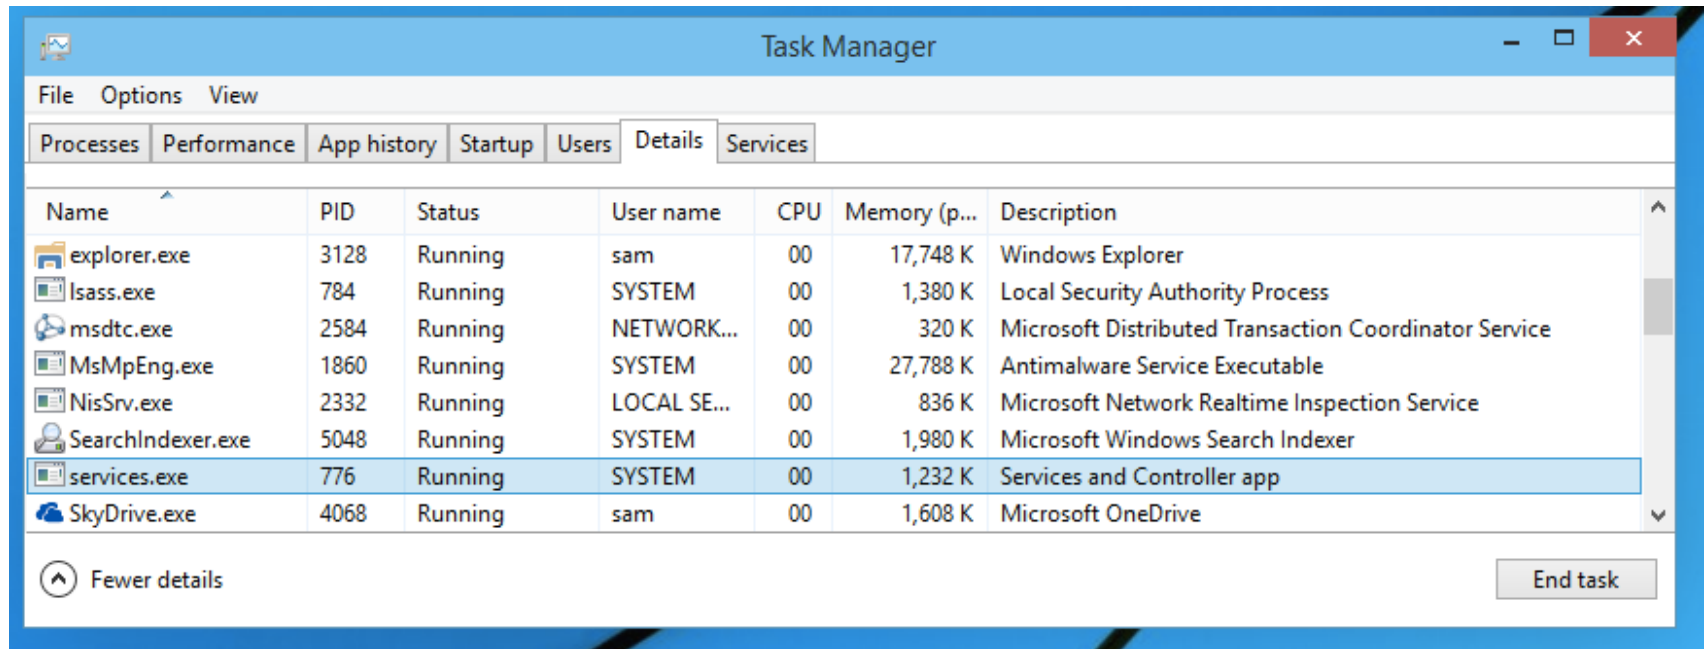 Task Manager
File Options View
Processes Performance App history Startup Users Details Services
Name PID Status User name CPU Memory (p... Description
explorer.exe 3128 Running sam 00 17,748 K Windows Explorer
lsass.exe 784 Running SYSTEM 00 1,380 K Local Security Authority Process
msdtc.exe 2584 Running NETWORK... 00 320 K Microsoft Distributed Transaction Coordinator Service
MsMpEng.exe 1860 Running SYSTEM 00 27,788 K Antimalware Service Executable
NisSrv.exe 2332 Running LOCAL SE... 00 836 K Microsoft Network Realtime Inspection Service
SearchIndexer.exe 5048 Running SYSTEM 00 1,980 K Microsoft Windows Search Indexer
services.exe 776 Running SYSTEM 00 1,232 K Services and Controller app
SkyDrive.exe 4068 Running sam 00 1,608 K Microsoft OneDrive
Fewer details End task